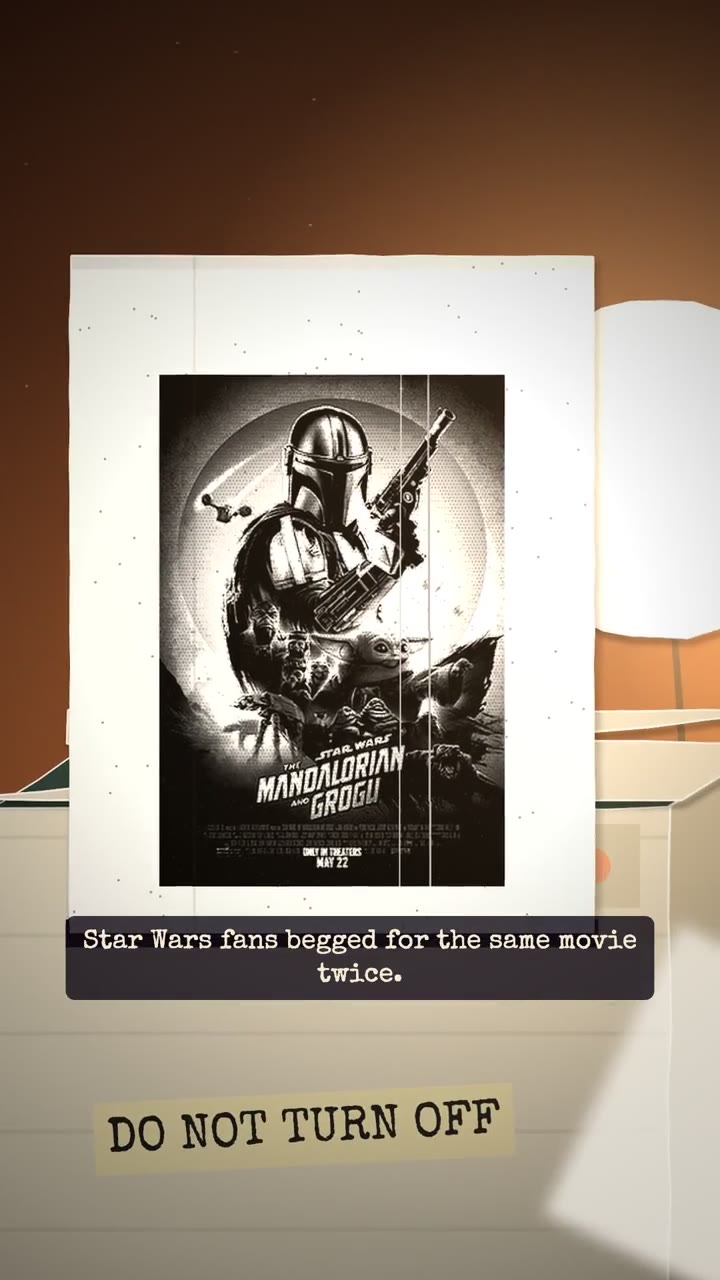 STAR WARS
THE
MANDALORIAN
AND
GROGU
ONLY IN THEATERS
MAY 22
Star Wars fans begged for the same movie
twice.
DO NOT TURN OFF